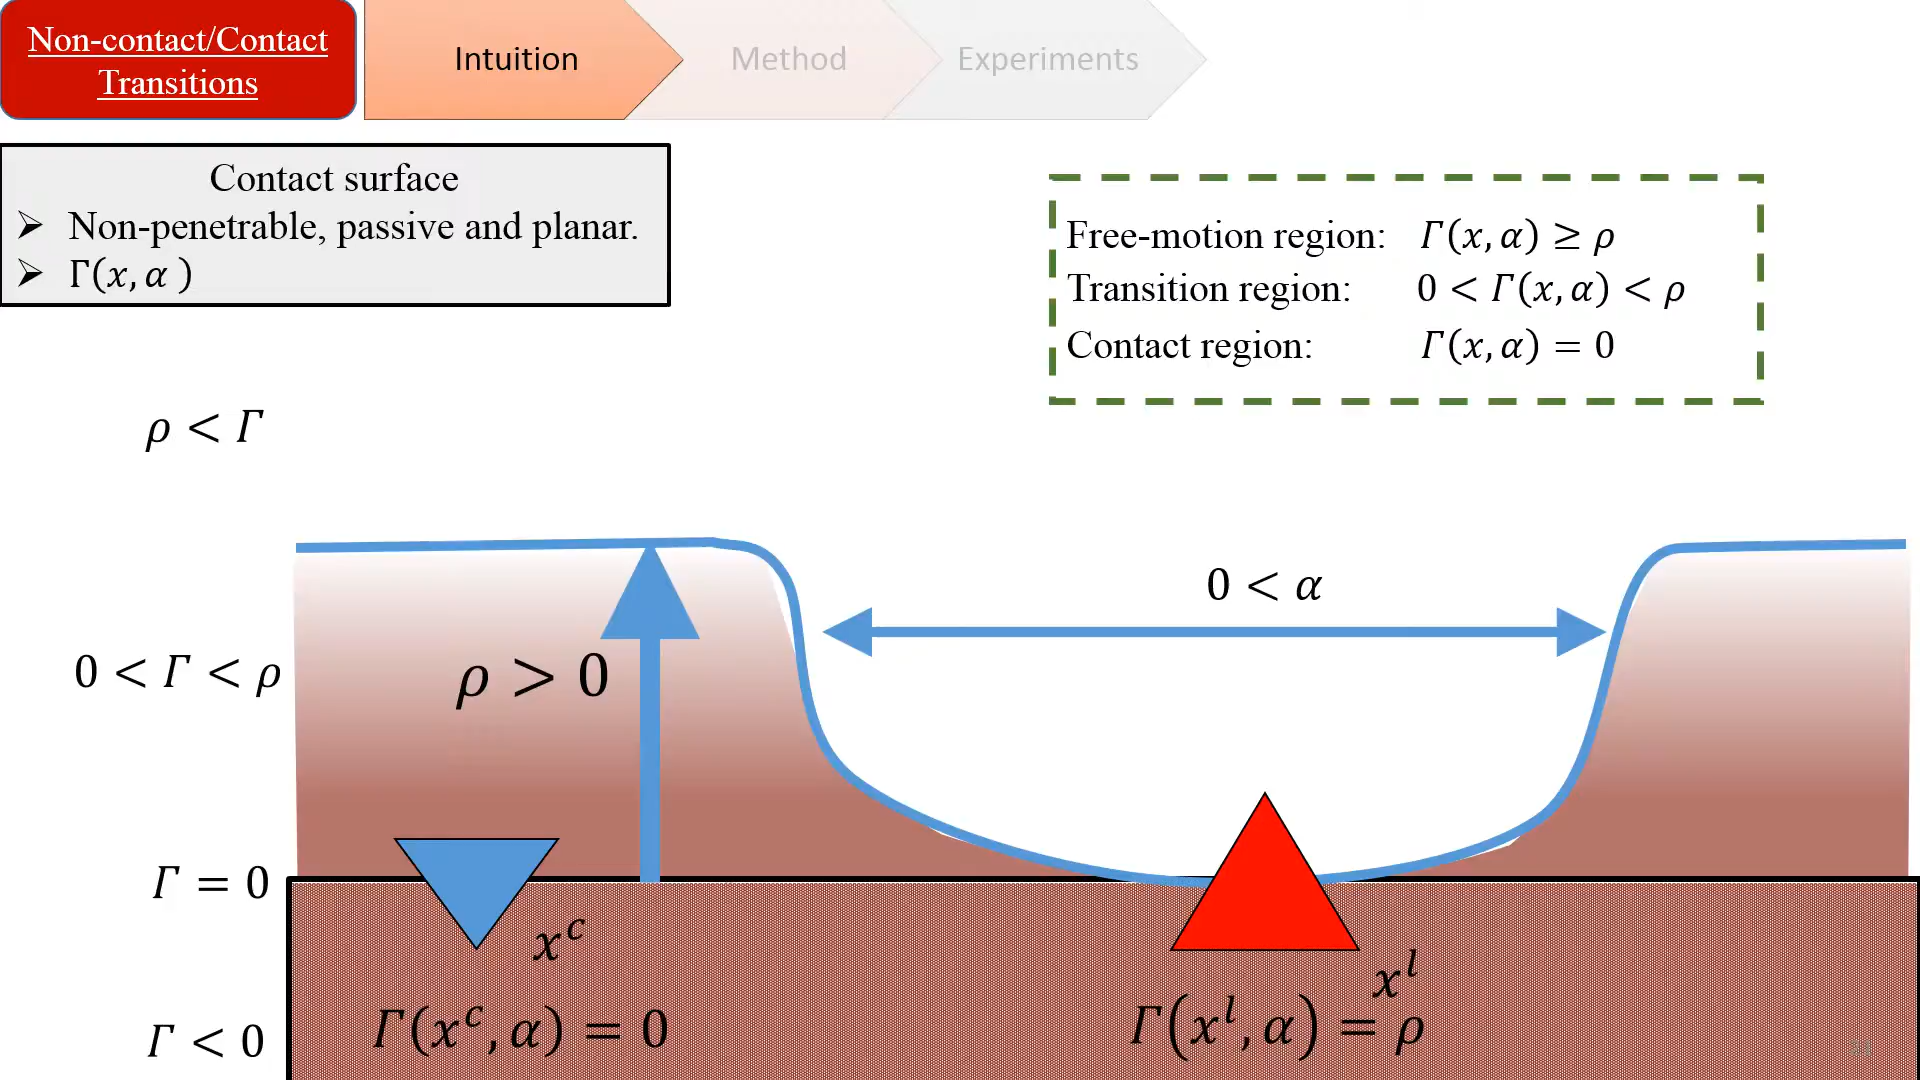 Non-contact/Contact
Transitions
Intuition
Method
Experiments
Contact surface
➢ Non-penetrable, passive and planar.
➢ Γ(x, α )
Free-motion region: Γ(x, α) ≥ ρ
Transition region: 0 < Γ(x, α) < ρ
Contact region: Γ(x, α) = 0
ρ < Γ
0 < α
0 < Γ < ρ
ρ > 0
Γ = 0
x^c
x^l
Γ(x^c, α) = 0
Γ(x^l, α) = ρ
Γ < 0